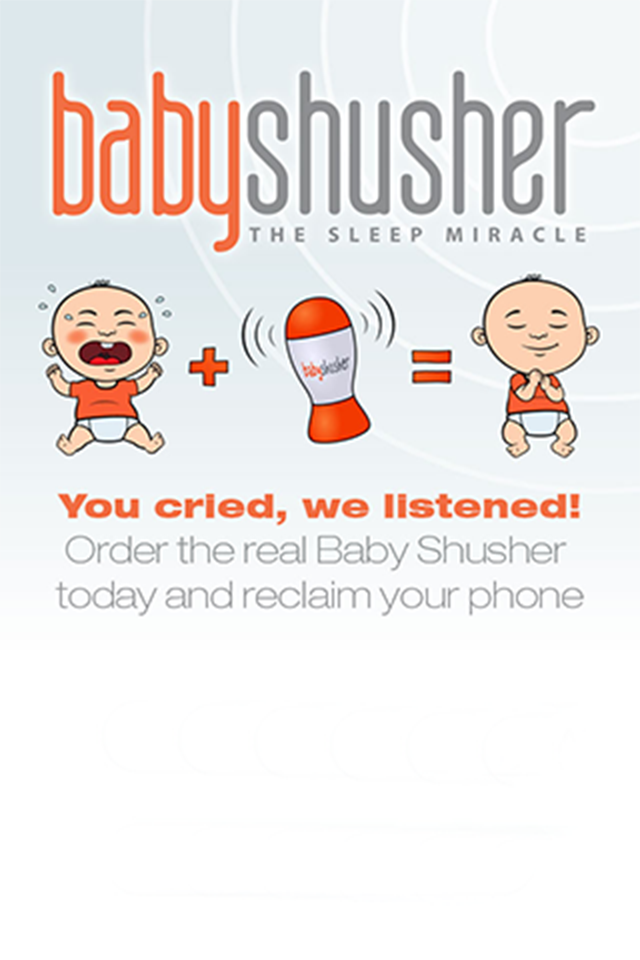 babyshusher
THE SLEEP MIRACLE
babyshusher
You cried, we listened!
Order the real Baby Shusher
today and reclaim your phone